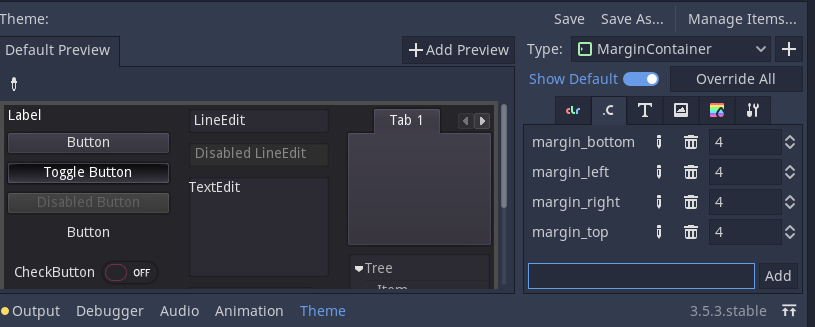 Theme: Save Save As... Manage Items...
Default Preview Add Preview Type: MarginContainer
Show Default Override All
clr .C T
Label LineEdit Tab 1
Button
Disabled LineEdit
Toggle Button
TextEdit
Disabled Button
Button
CheckButton OFF
Tree
Item
margin_bottom 4
margin_left 4
margin_right 4
margin_top 4
Add
Output Debugger Audio Animation Theme 3.5.3.stable